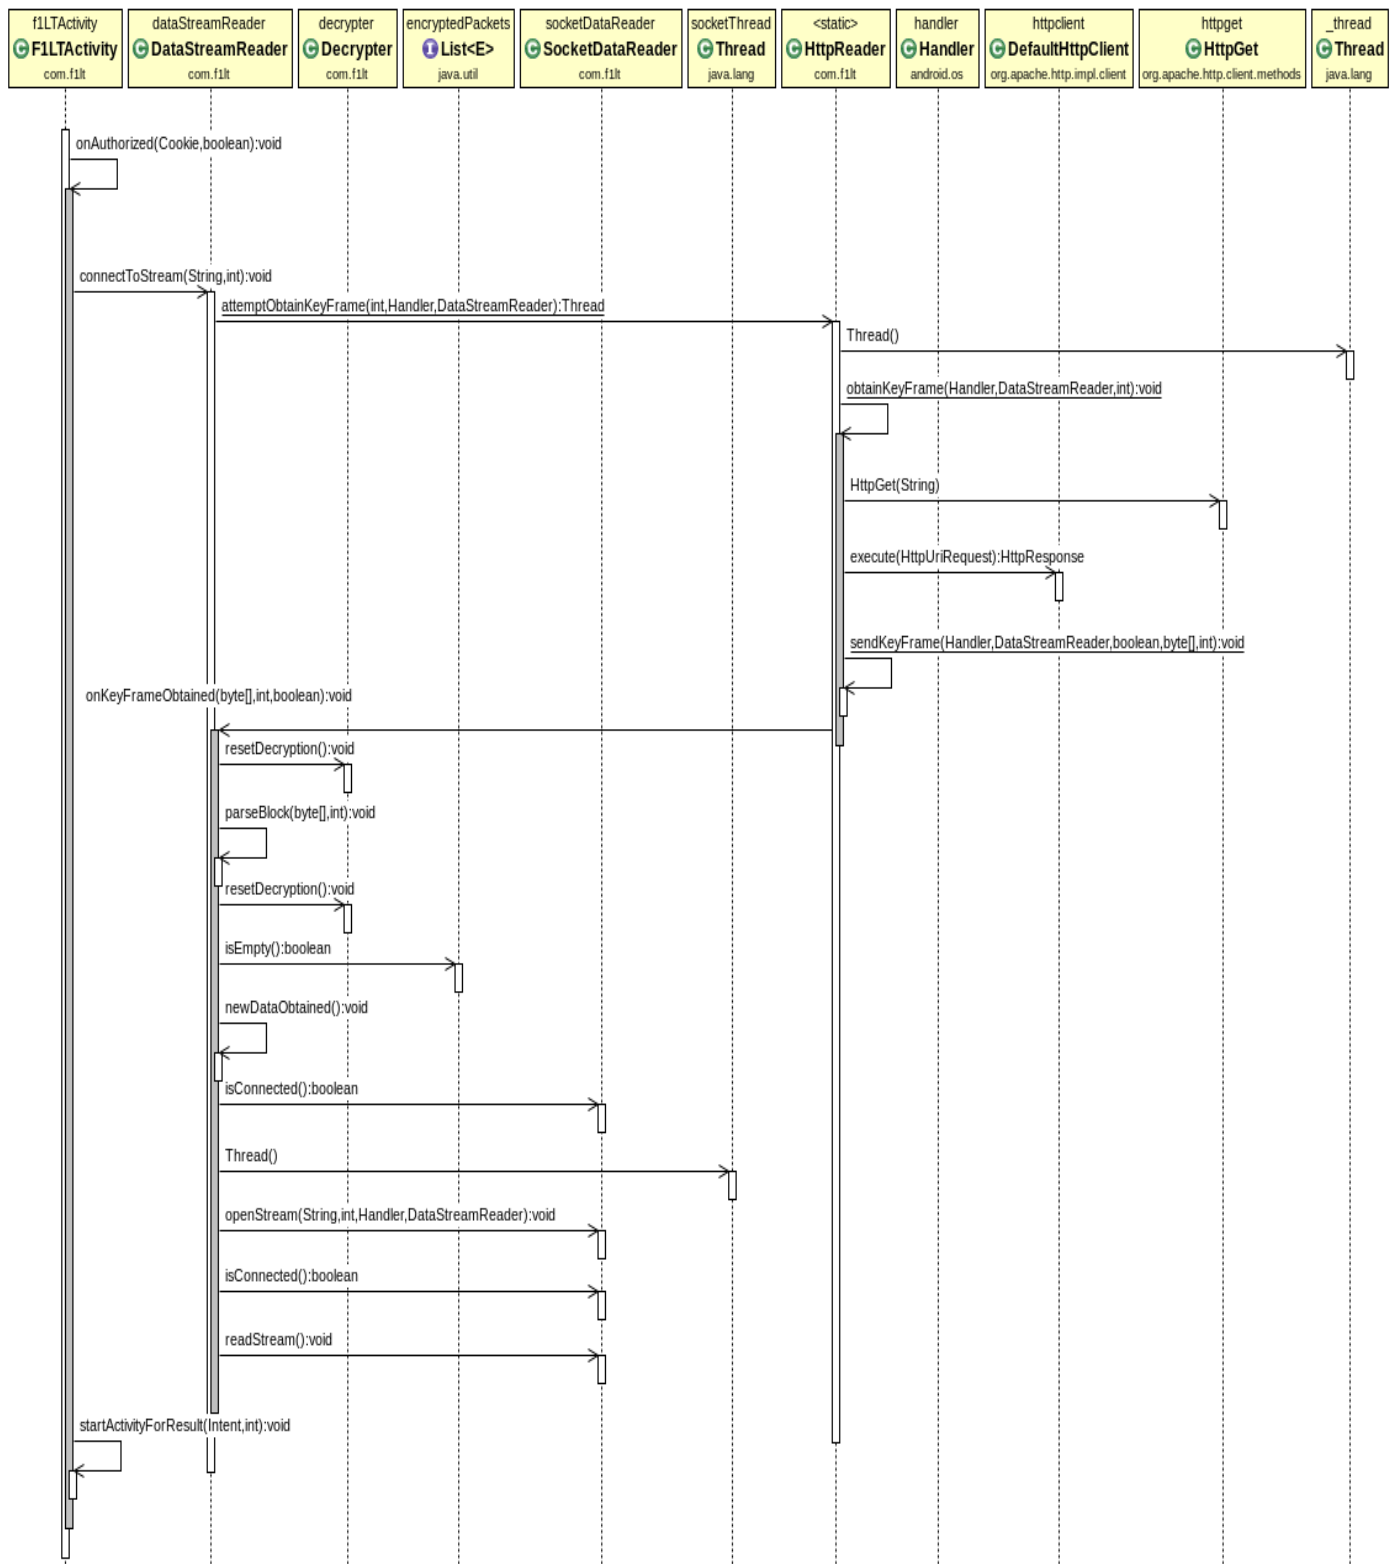 f1LTActivity
C F1LTActivity
com.f1lt
dataStreamReader
C DataStreamReader
com.f1lt
decrypter
C Decrypter
com.f1lt
encryptedPackets
I List<E>
java.util
socketDataReader
C SocketDataReader
com.f1lt
socketThread
C Thread
java.lang
<static>
C HttpReader
com.f1lt
handler
C Handler
android.os
httpclient
C DefaultHttpClient
org.apache.http.impl.client
httpget
C HttpGet
org.apache.http.client.methods
_thread
C Thread
java.lang
onAuthorized(Cookie,boolean):void
connectToStream(String,int):void
attemptObtainKeyFrame(int,Handler,DataStreamReader):Thread
Thread()
obtainKeyFrame(Handler,DataStreamReader,int):void
HttpGet(String)
execute(HttpUriRequest):HttpResponse
sendKeyFrame(Handler,DataStreamReader,boolean,byte[],int):void
onKeyFrameObtained(byte[],int,boolean):void
resetDecryption():void
parseBlock(byte[],int):void
resetDecryption():void
isEmpty():boolean
newDataObtained():void
isConnected():boolean
Thread()
openStream(String,int,Handler,DataStreamReader):void
isConnected():boolean
readStream():void
startActivityForResult(Intent,int):void